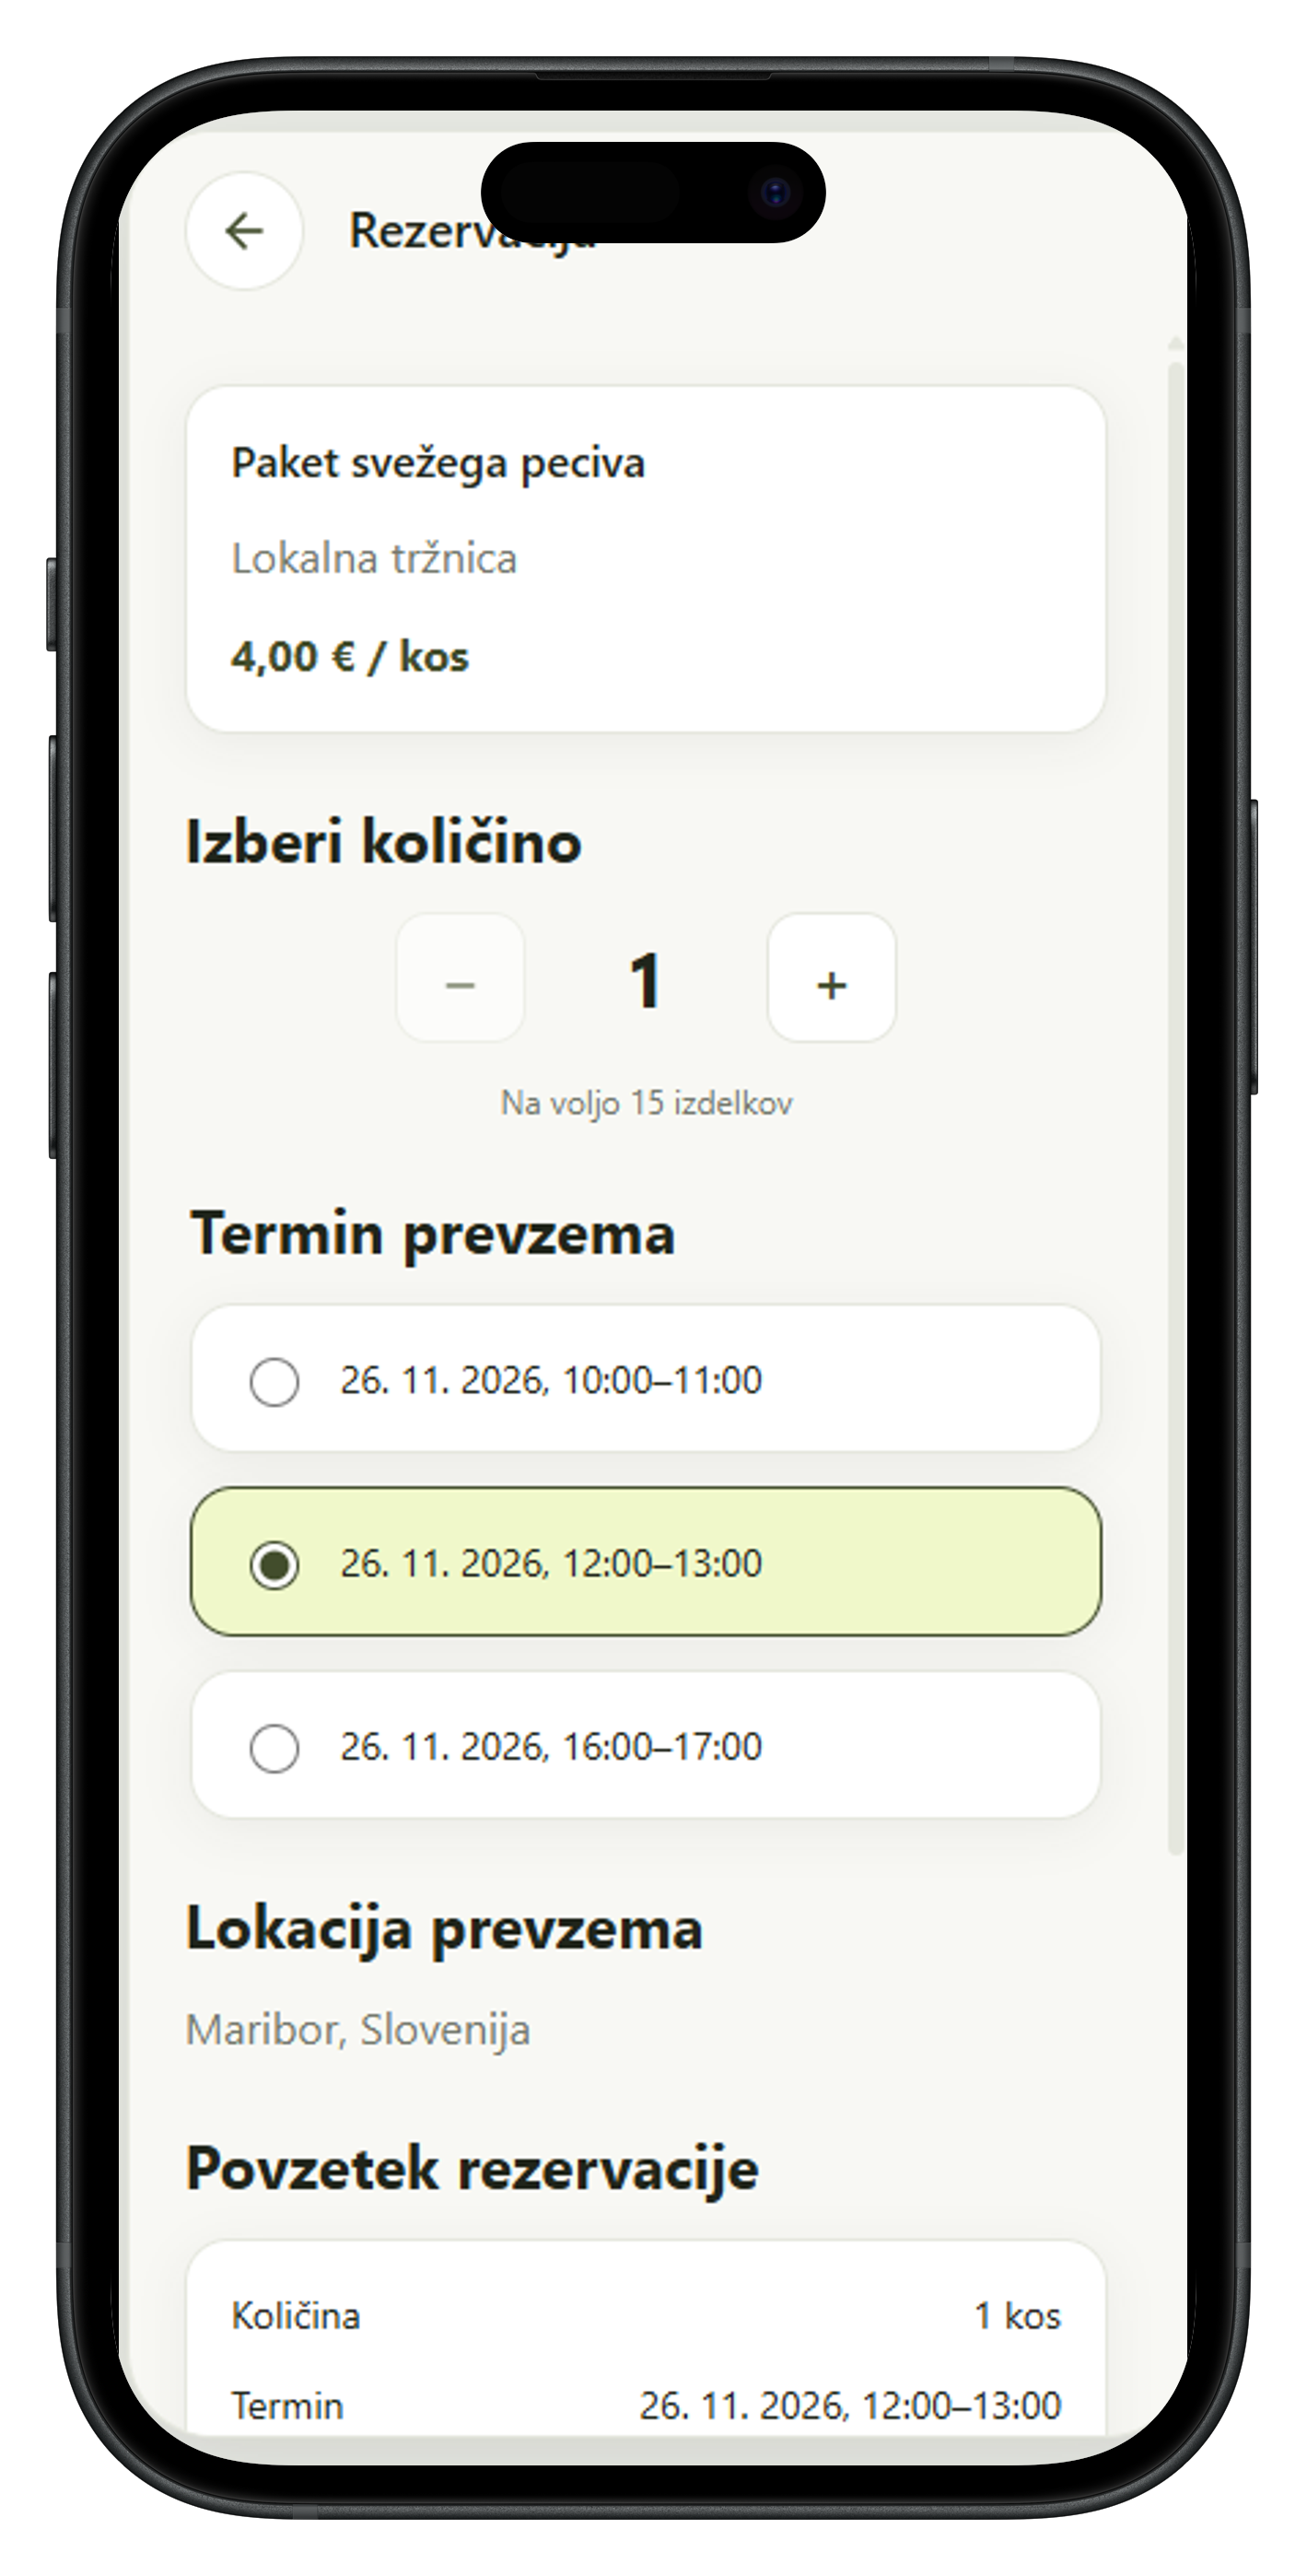 Paket svežega peciva
Lokalna tržnica
4,00 € / kos
Izberi količino
− 1 +
Na voljo 15 izdelkov
Termin prevzema
26. 11. 2026, 10:00–11:00
26. 11. 2026, 12:00–13:00
26. 11. 2026, 16:00–17:00
Lokacija prevzema
Maribor, Slovenija
Povzetek rezervacije
Količina 1 kos
Termin 26. 11. 2026, 12:00–13:00